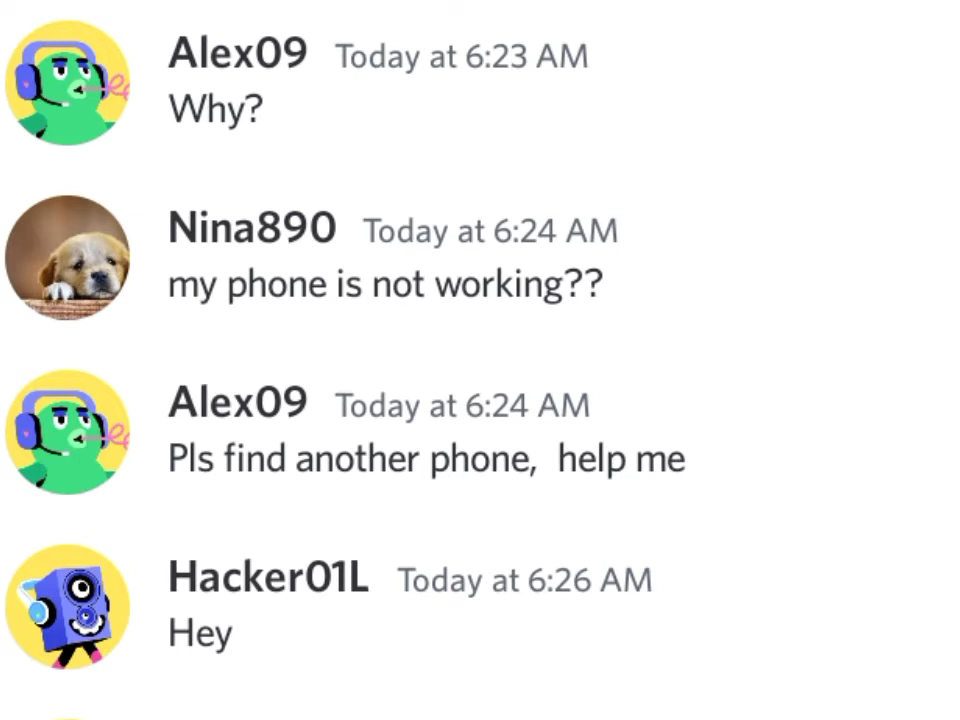 Alex09 Today at 6:23 AM
Why?
Nina890 Today at 6:24 AM
my phone is not working??
Alex09 Today at 6:24 AM
Pls find another phone,  help me
Hacker01L Today at 6:26 AM
Hey